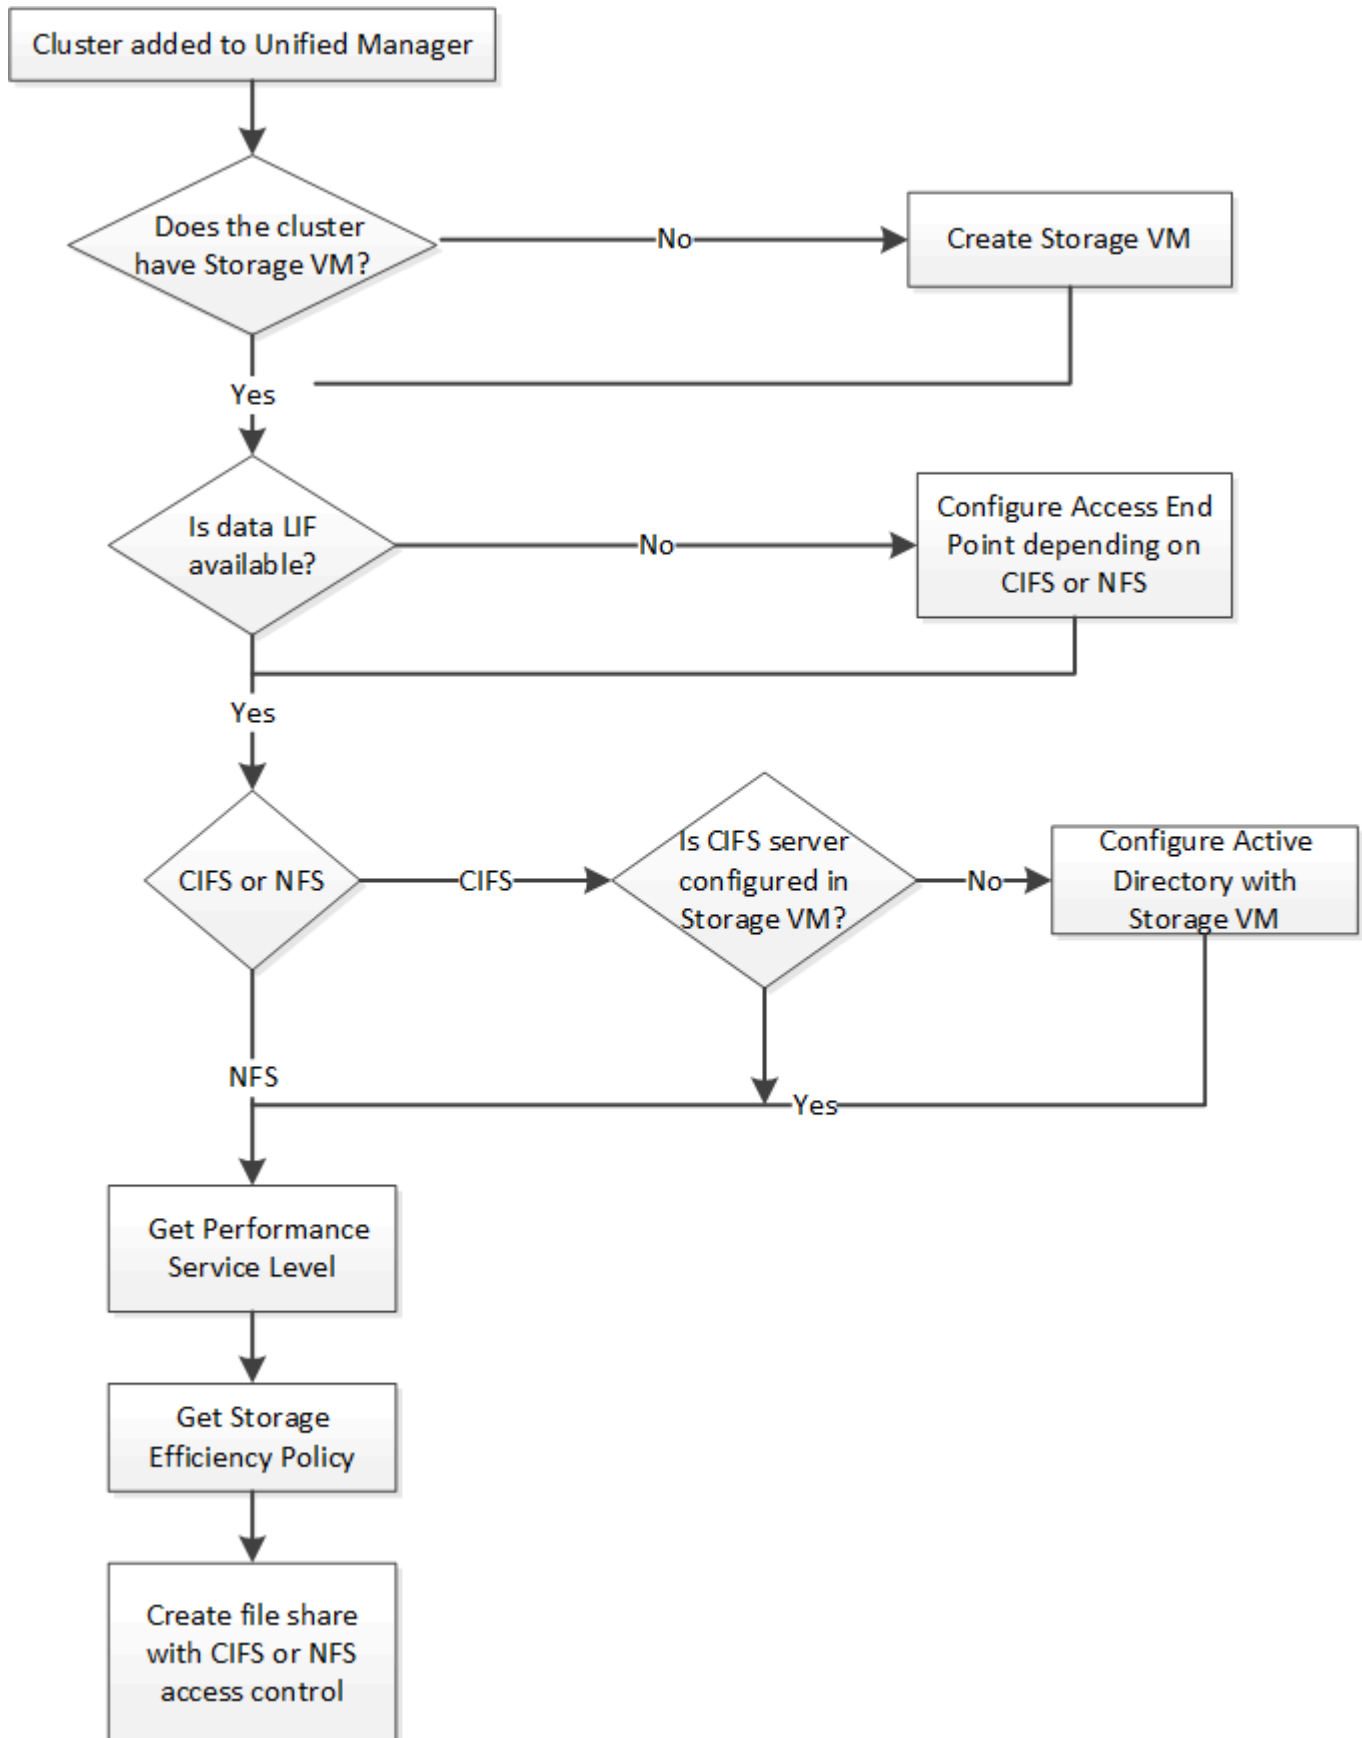 Cluster added to Unified Manager
Does the cluster
have Storage VM?
No
Create Storage VM
Yes
Is data LIF
available?
No
Configure Access End
Point depending on
CIFS or NFS
Yes
CIFS or NFS
CIFS
Is CIFS server
configured in
Storage VM?
No
Configure Active
Directory with
Storage VM
NFS
Yes
Get Performance
Service Level
Get Storage
Efficiency Policy
Create file share
with CIFS or NFS
access control